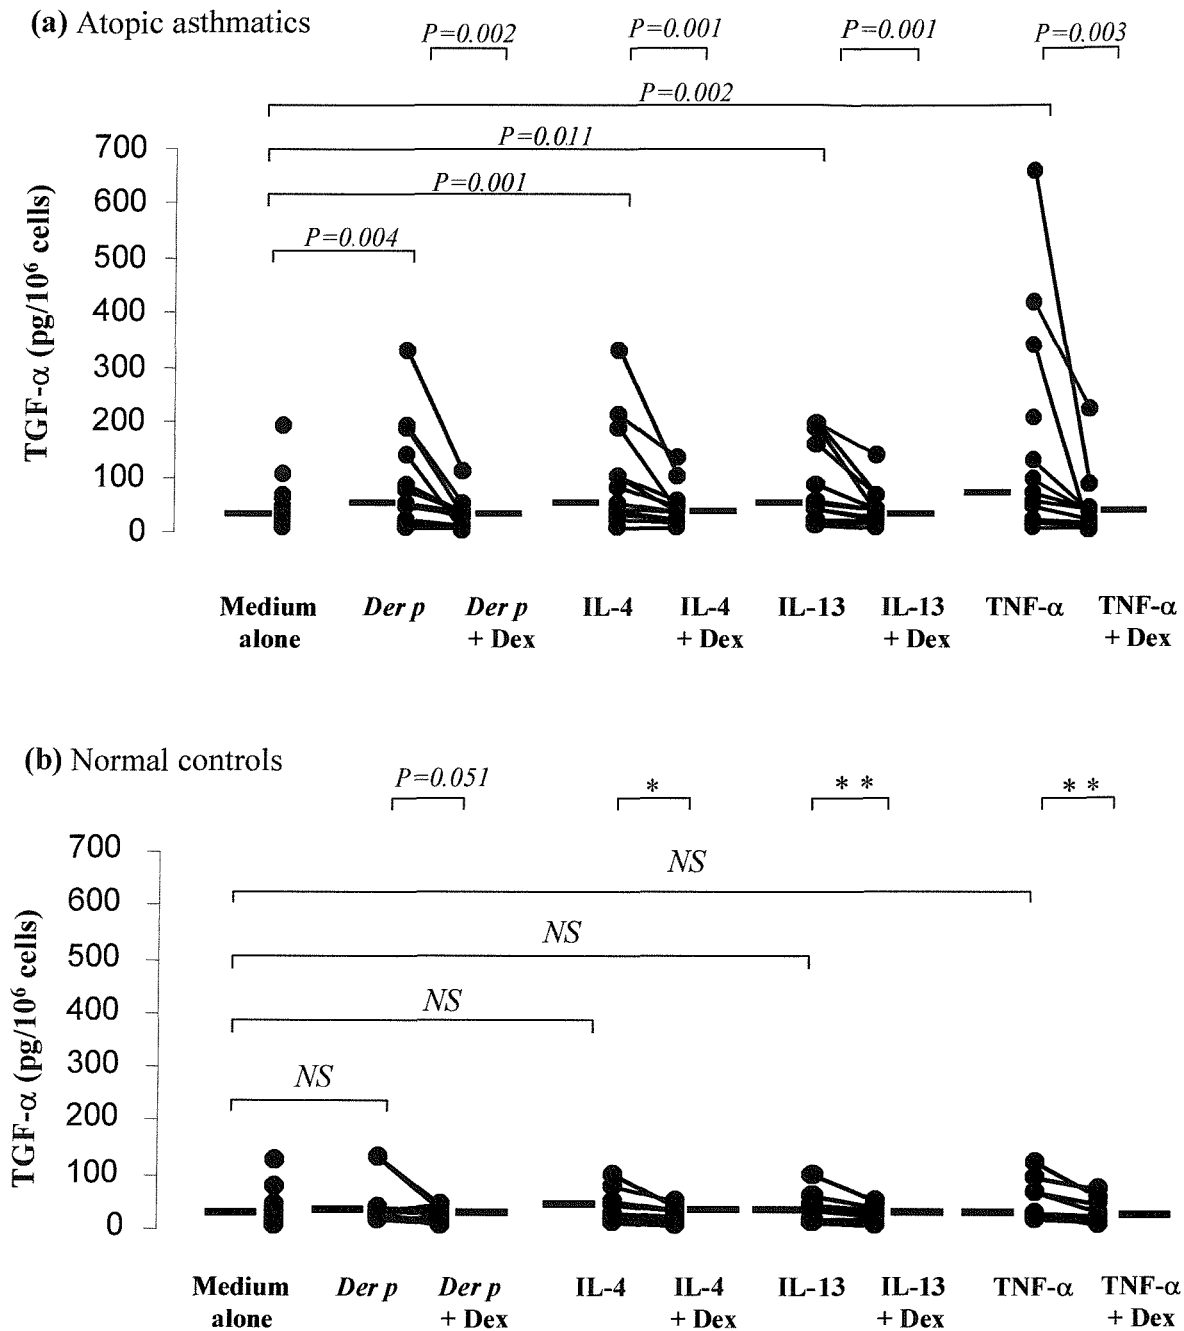 (a) Atopic asthmatics
P=0.002
P=0.001
P=0.001
P=0.003
P=0.002
P=0.011
P=0.001
P=0.004
TGF-α (pg/10⁶ cells)
700
600
500
400
300
200
100
0
Medium alone
Der p
Der p + Dex
IL-4
IL-4 + Dex
IL-13
IL-13 + Dex
TNF-α
TNF-α + Dex
(b) Normal controls
P=0.051
*
* *
* *
NS
NS
NS
NS
TGF-α (pg/10⁶ cells)
700
600
500
400
300
200
100
0
Medium alone
Der p
Der p + Dex
IL-4
IL-4 + Dex
IL-13
IL-13 + Dex
TNF-α
TNF-α + Dex